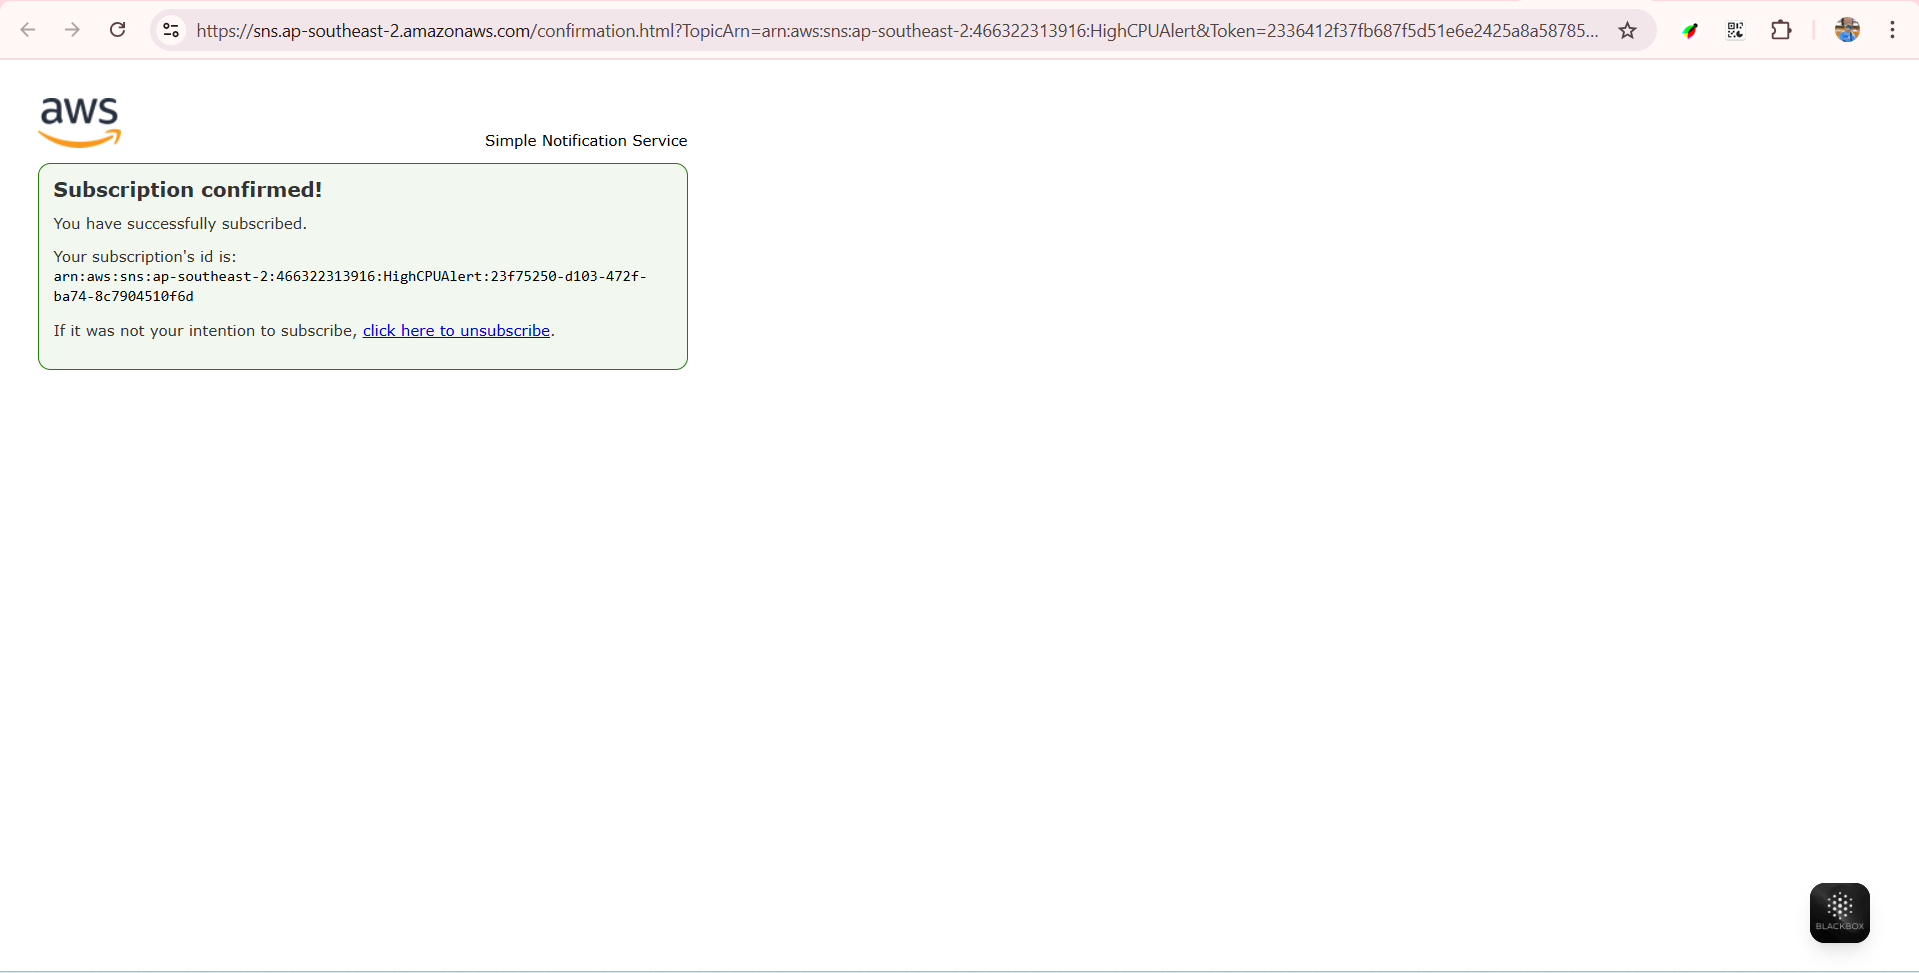 https://sns.ap-southeast-2.amazonaws.com/confirmation.html?TopicArn=arn:aws:sns:ap-southeast-2:466322313916:HighCPUAlert&Token=2336412f37fb687f5d51e6e2425a8a58785...
aws
Simple Notification Service
Subscription confirmed!
You have successfully subscribed.
Your subscription's id is:
arn:aws:sns:ap-southeast-2:466322313916:HighCPUAlert:23f75250-d103-472f-
ba74-8c7904510f6d
If it was not your intention to subscribe, click here to unsubscribe.
BLACKBOX